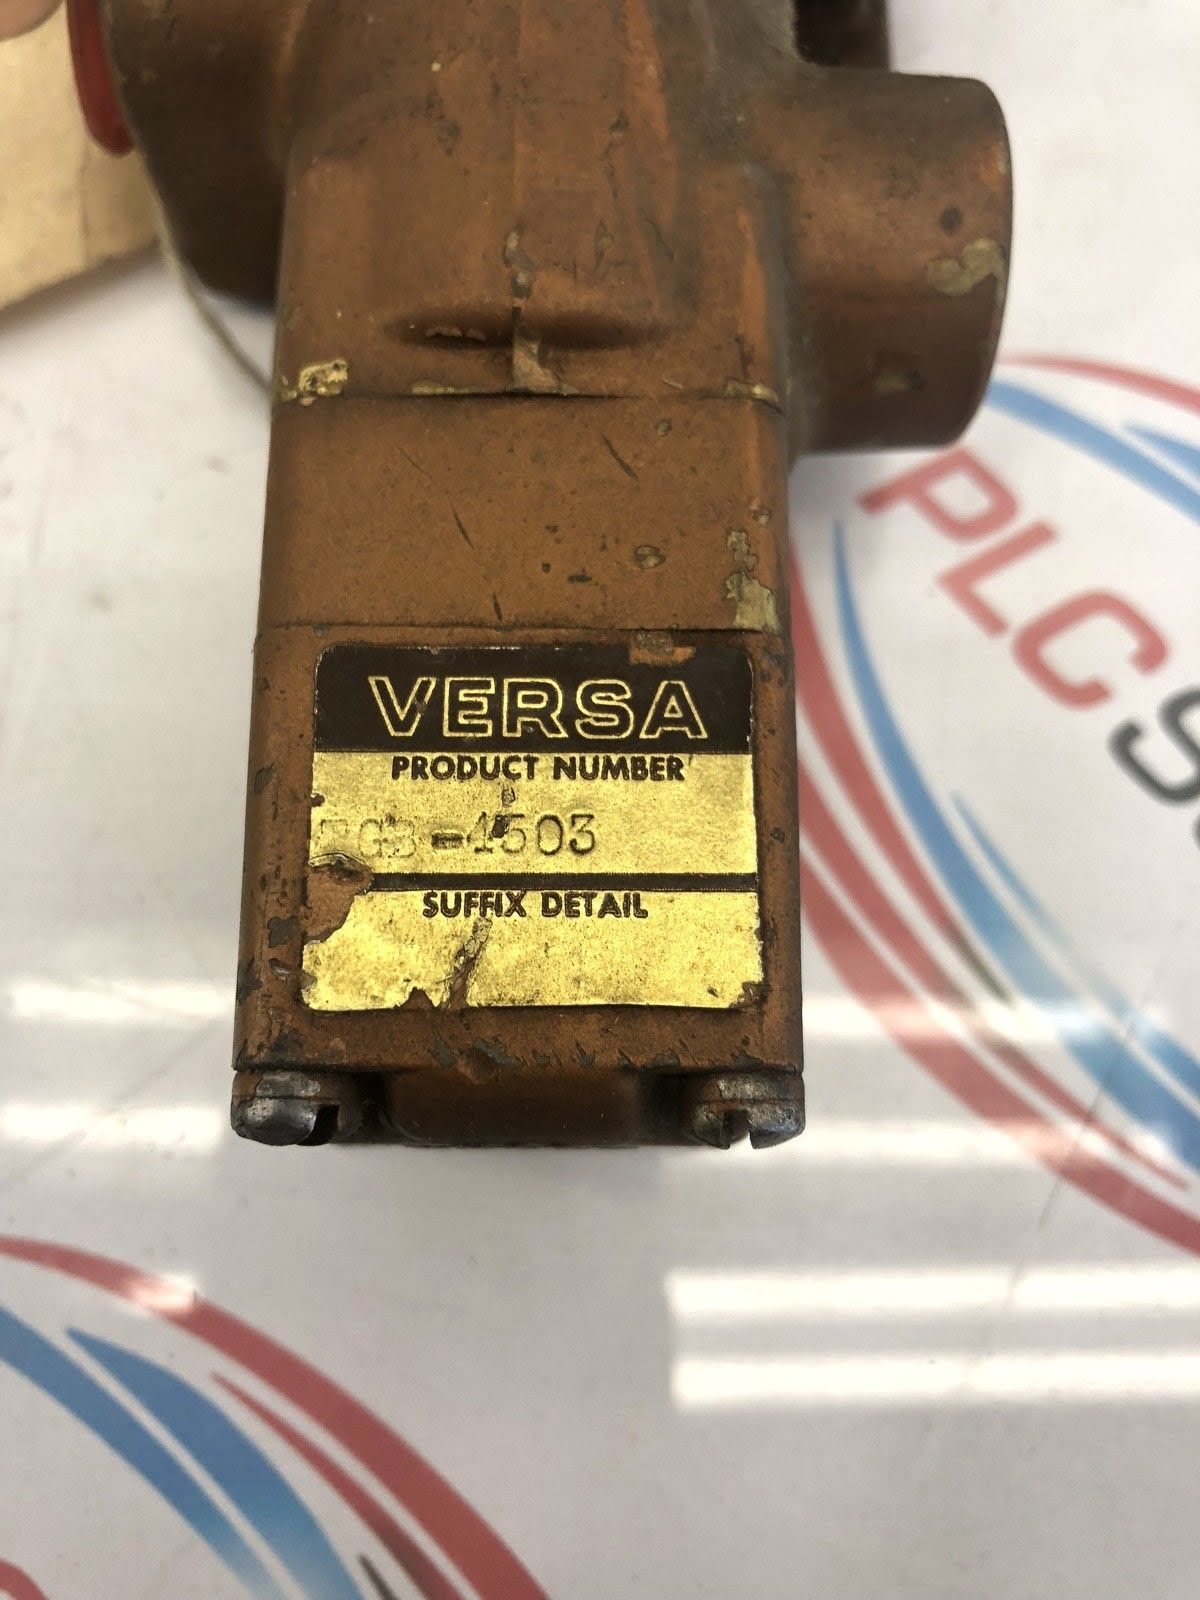 VERSA
PRODUCT NUMBER
-4503
SUFFIX DETAIL
PLC